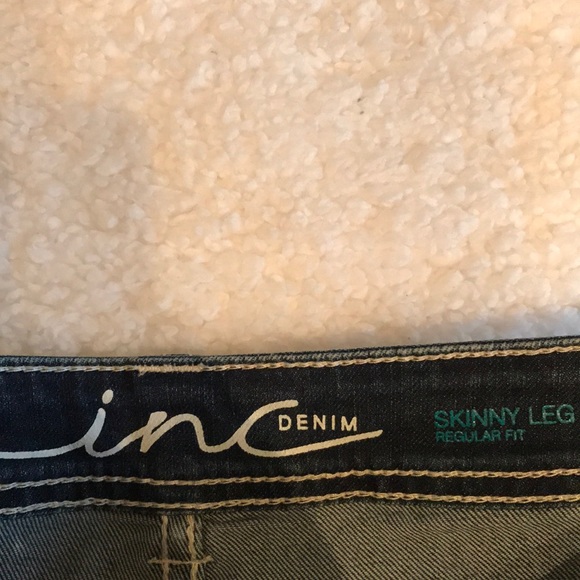 inc DENIM
SKINNY LEG
REGULAR FIT